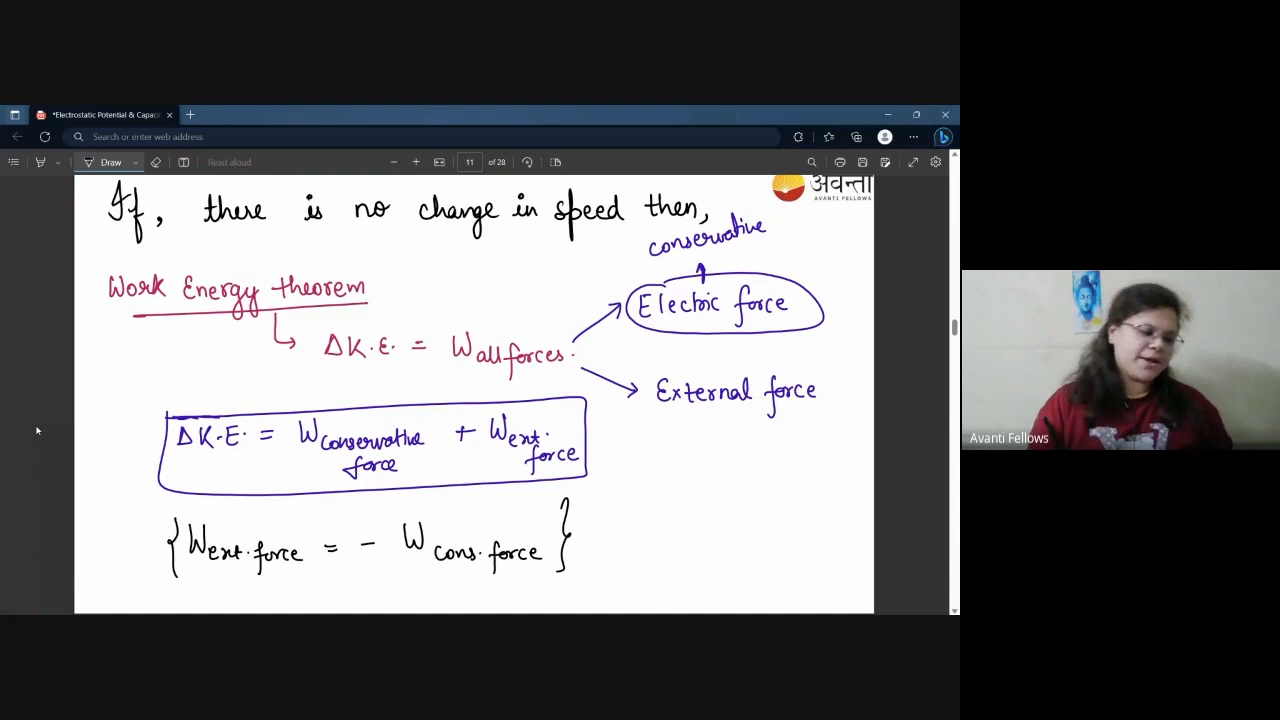 *Electrostatic Potential & Capaci
Search or enter web address
Draw
Read aloud
11
of 28
अवन्ती
AVANTI FELLOWS
If, there is no change in speed then,
conservative
Work Energy theorem
Electric force
ΔK.E. = Wall forces.
External force
ΔK.E. = Wconservative force + Wext. force
{Wext. force = - Wcons. force}
Avanti Fellows